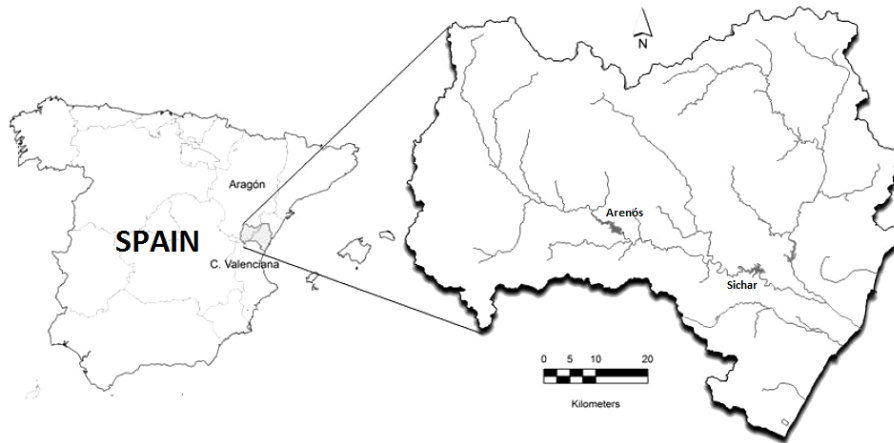 N
Aragón
SPAIN
C. Valenciana
Arenós
Sichar
0 5 10 20
Kilometers